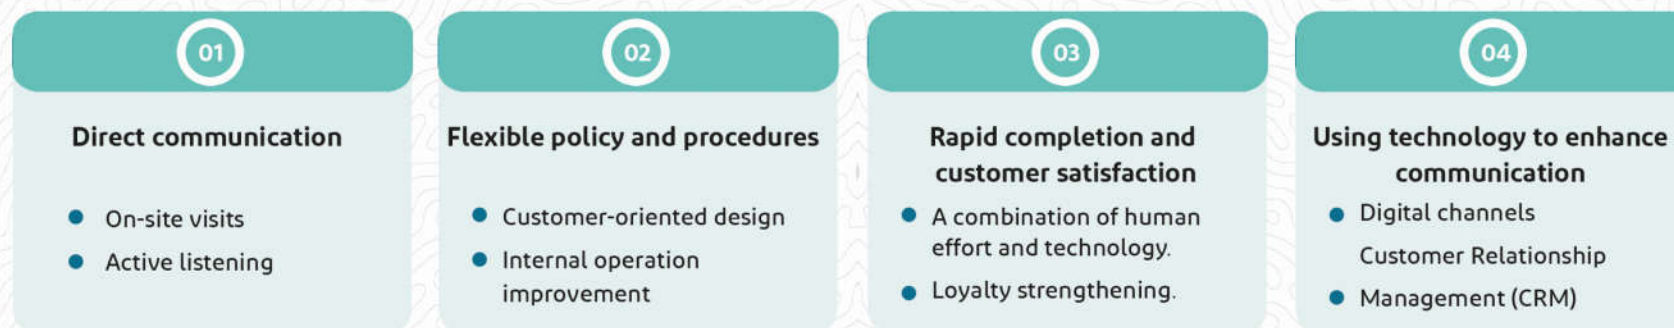 01
Direct communication
On-site visits
Active listening
02
Flexible policy and procedures
Customer-oriented design
Internal operation
improvement
03
Rapid completion and
customer satisfaction
A combination of human
effort and technology.
Loyalty strengthening.
04
Using technology to enhance
communication
Digital channels
Customer Relationship
Management (CRM)